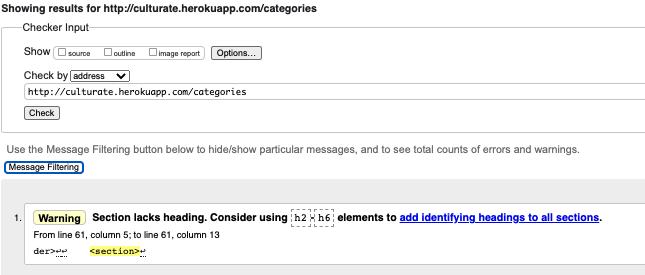 Showing results for http://culturate.herokuapp.com/categories
Checker Input
Show source outline image report Options...
Check by address
http://culturate.herokuapp.com/categories
Check
Use the Message Filtering button below to hide/show particular messages, and to see total counts of errors and warnings.
Message Filtering
1. Warning Section lacks heading. Consider using h2-h6 elements to add identifying headings to all sections.
From line 61, column 5; to line 61, column 13
der>↩↩ <section>↩